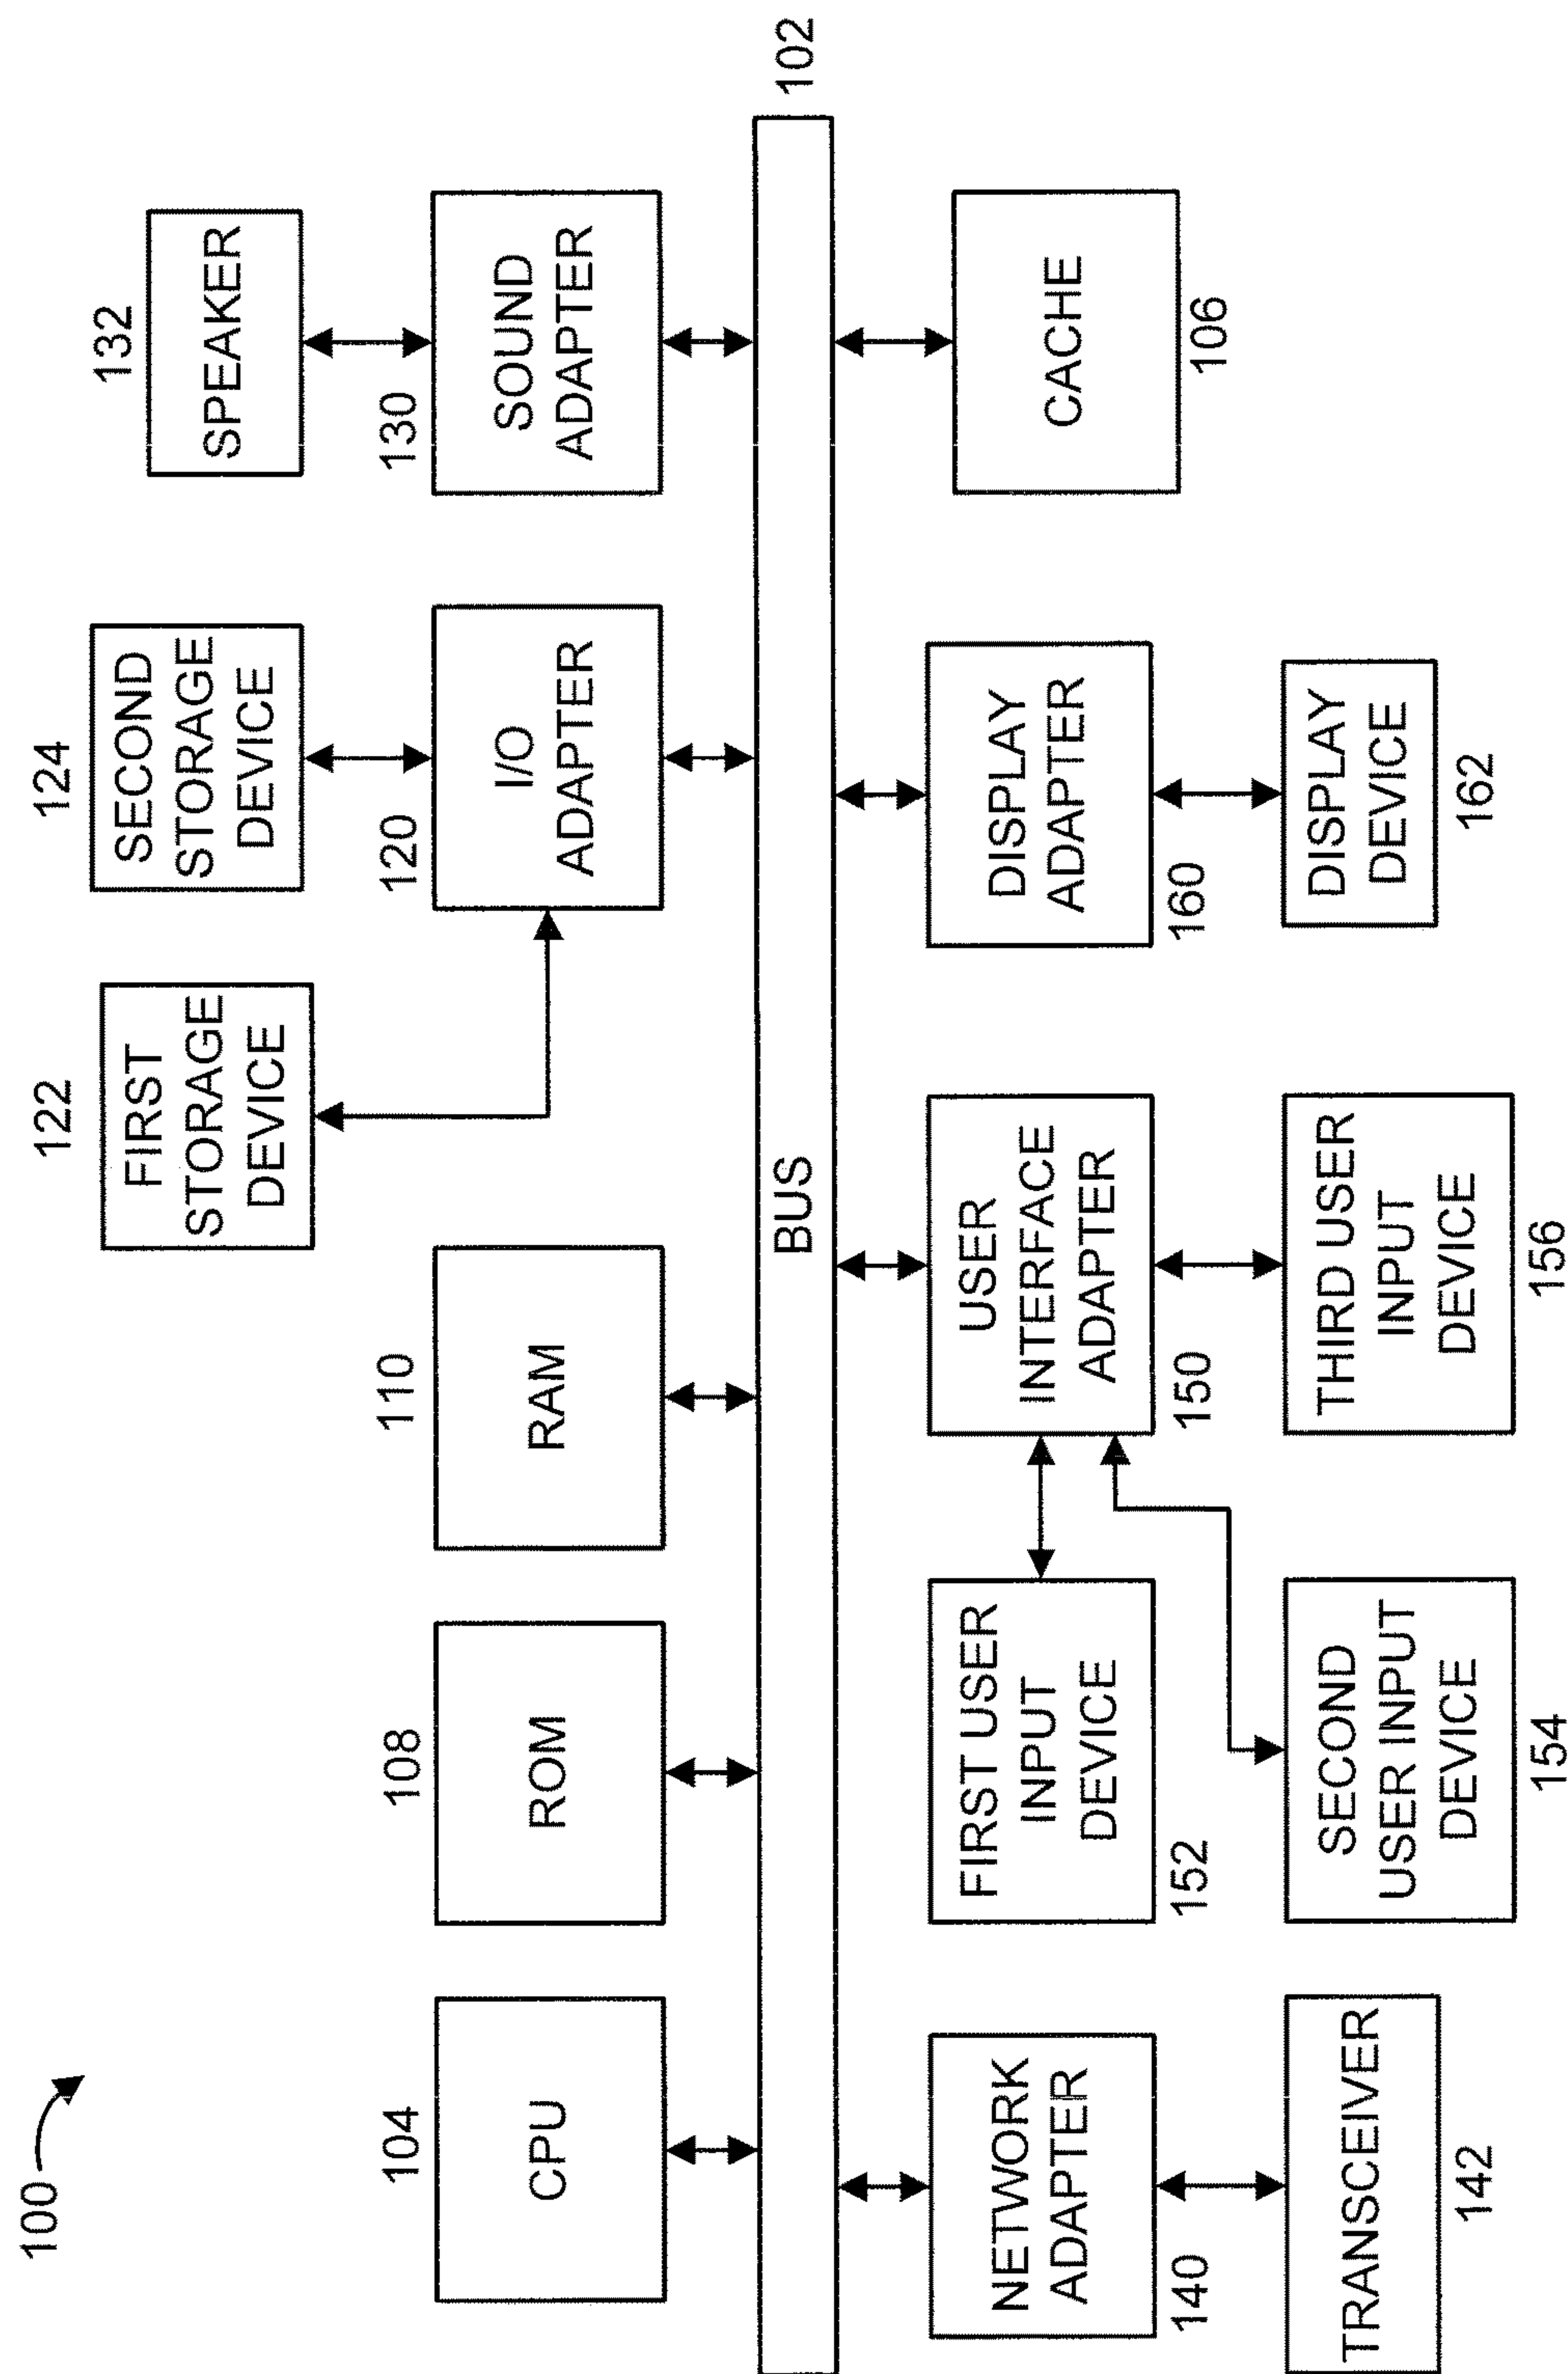 100
122
FIRST
STORAGE
DEVICE
124
SECOND
STORAGE
DEVICE
132
SPEAKER
104
CPU
108
ROM
110
RAM
120
I/O
ADAPTER
130
SOUND
ADAPTER
BUS
102
NETWORK
ADAPTER
140
FIRST USER
INPUT
DEVICE
152
USER
INTERFACE
ADAPTER
150
DISPLAY
ADAPTER
160
CACHE
106
TRANSCEIVER
142
SECOND
USER INPUT
DEVICE
154
THIRD USER
INPUT
DEVICE
156
DISPLAY
DEVICE
162